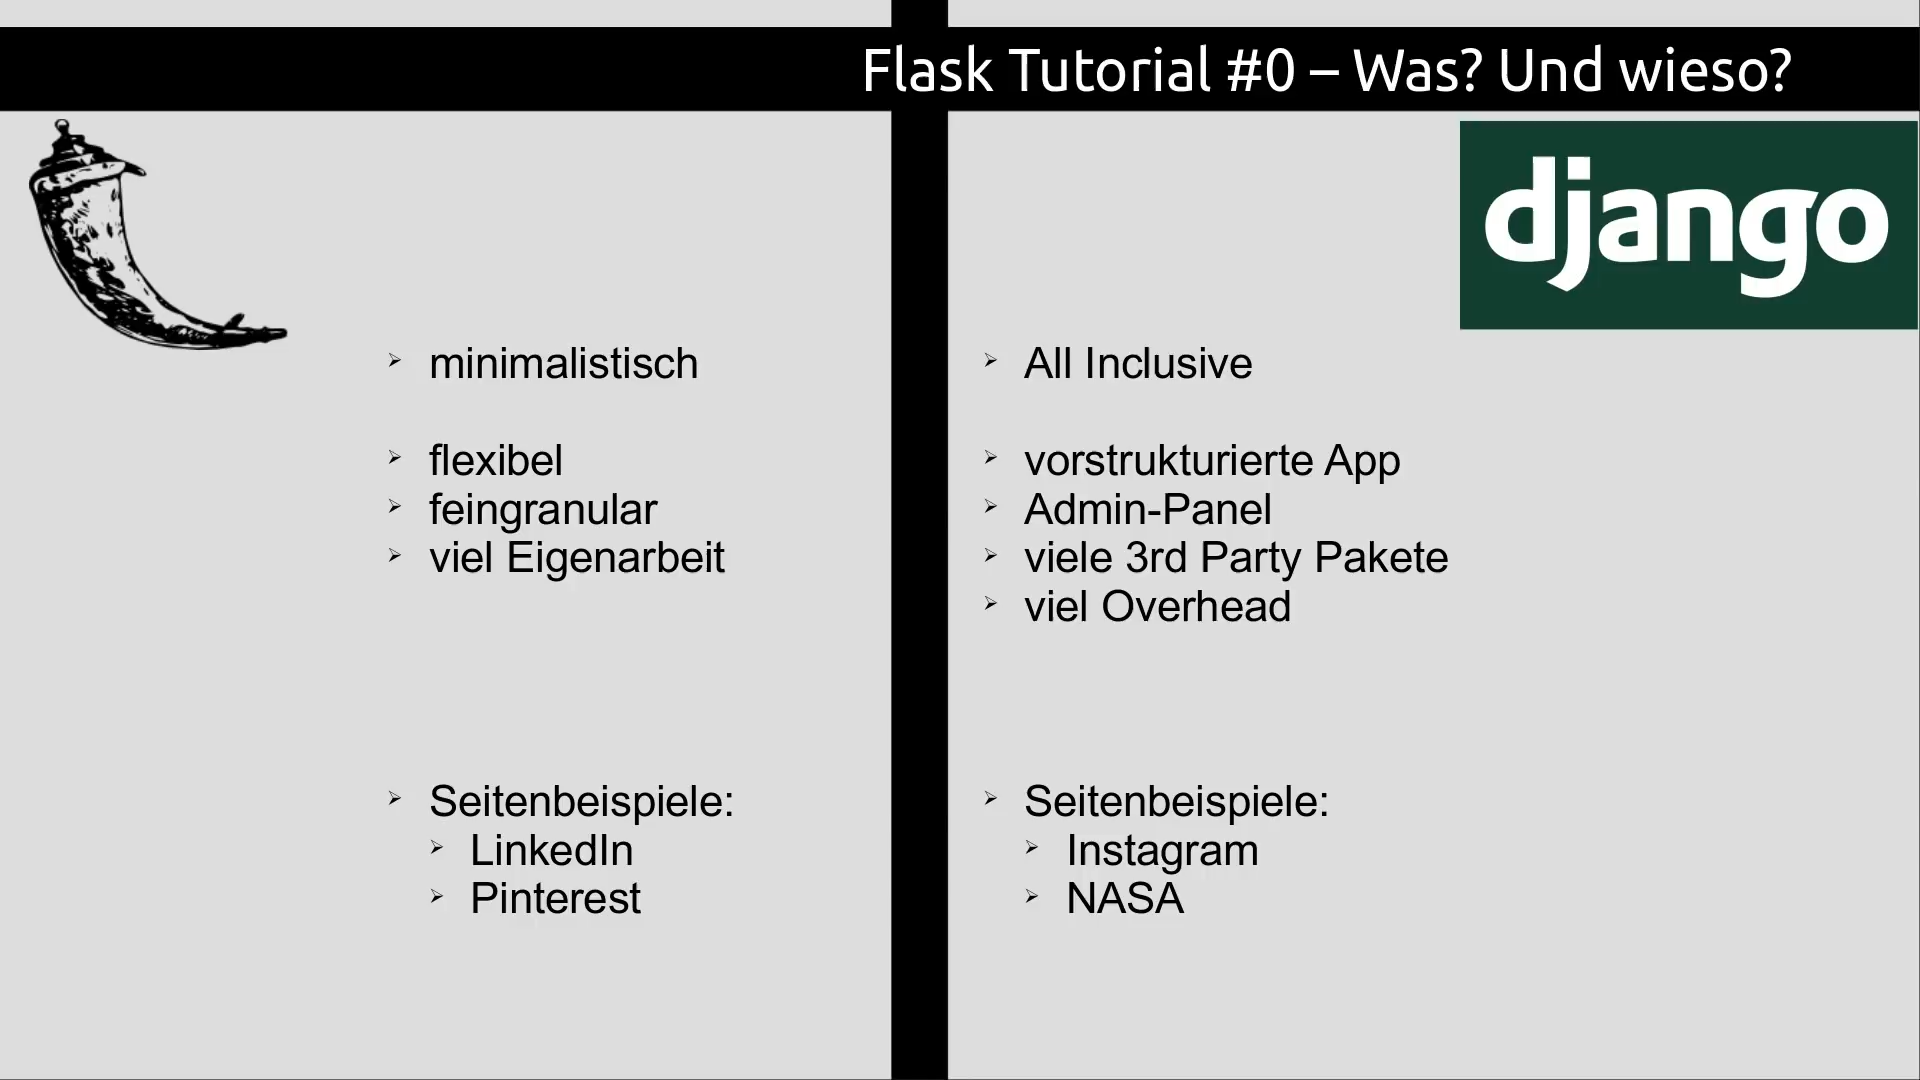 Flask Tutorial #0 – Was? Und wieso?
django
minimalistisch
flexibel
feingranular
viel Eigenarbeit
Seitenbeispiele:
LinkedIn
Pinterest
All Inclusive
vorstrukturierte App
Admin-Panel
viele 3rd Party Pakete
viel Overhead
Seitenbeispiele:
Instagram
NASA